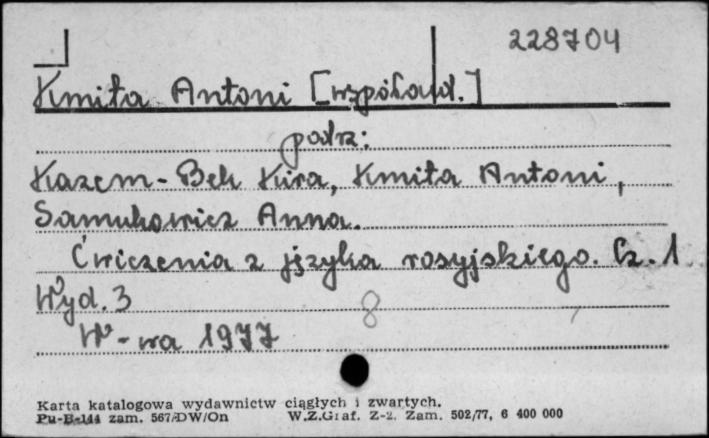 228704
Kmita Antoni [współaut.]
patrz:
Kazem-Bek Kira, Kmita Antoni,
Samukowicz Anna.
Ćwiczenia z języka rosyjskiego. Cz. 1
Wyd. 3
8
W-wa 1977
Karta katalogowa wydawnictw ciągłych i zwartych.
Pu-B-144 zam. 567/DW/On W.Z.Graf. Z-2. Zam. 502/77, 6 400 000